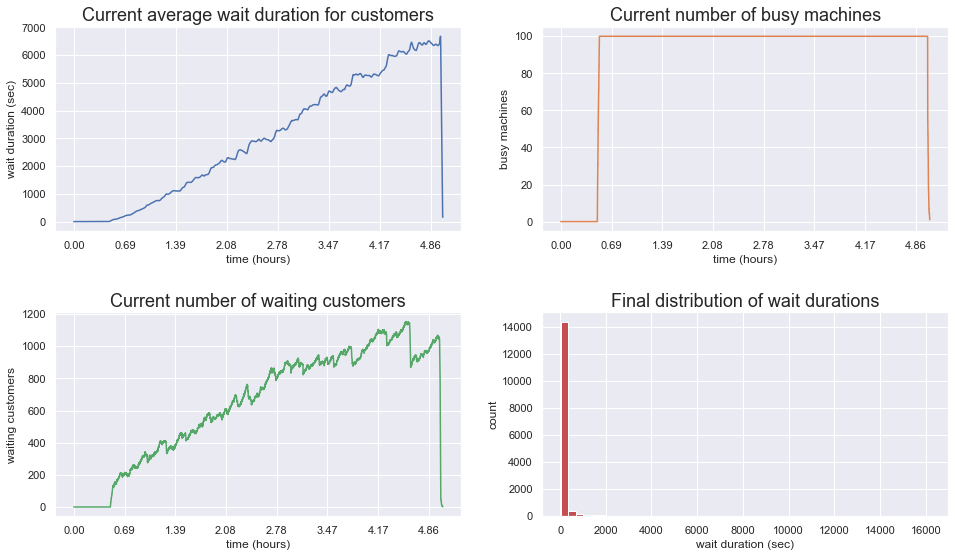 Current average wait duration for customers
7000
6000
5000
4000
3000
2000
1000
0
wait duration (sec)
0.00 0.69 1.39 2.08 2.78 3.47 4.17 4.86
time (hours)
Current number of busy machines
100
80
60
40
20
0
busy machines
0.00 0.69 1.39 2.08 2.78 3.47 4.17 4.86
time (hours)
Current number of waiting customers
1200
1000
800
600
400
200
0
waiting customers
0.00 0.69 1.39 2.08 2.78 3.47 4.17 4.86
time (hours)
Final distribution of wait durations
14000
12000
10000
8000
6000
4000
2000
0
count
0 2000 4000 6000 8000 10000 12000 14000 16000
wait duration (sec)